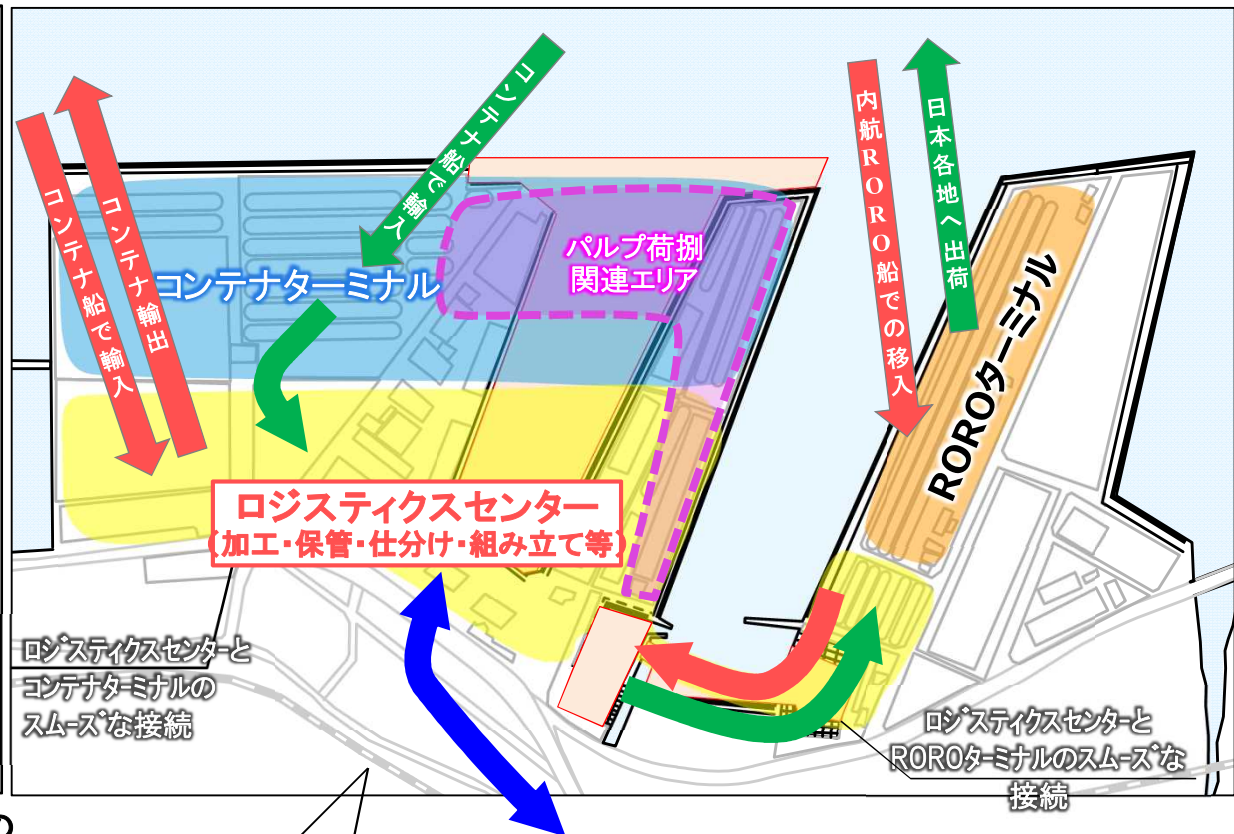 コンテナ船で輸入
コンテナ輸出
コンテナ船で輸入
内航RORO船での移入
日本各地へ出荷
コンテナターミナル
パルプ荷捌
関連エリア
ROROターミナル
ロジスティクスセンター
(加工・保管・仕分け・組み立て等)
ロジスティクスセンターと
コンテナターミナルの
スムーズな接続
ロジスティクスセンターと
ROROターミナルのスムーズな
接続
の